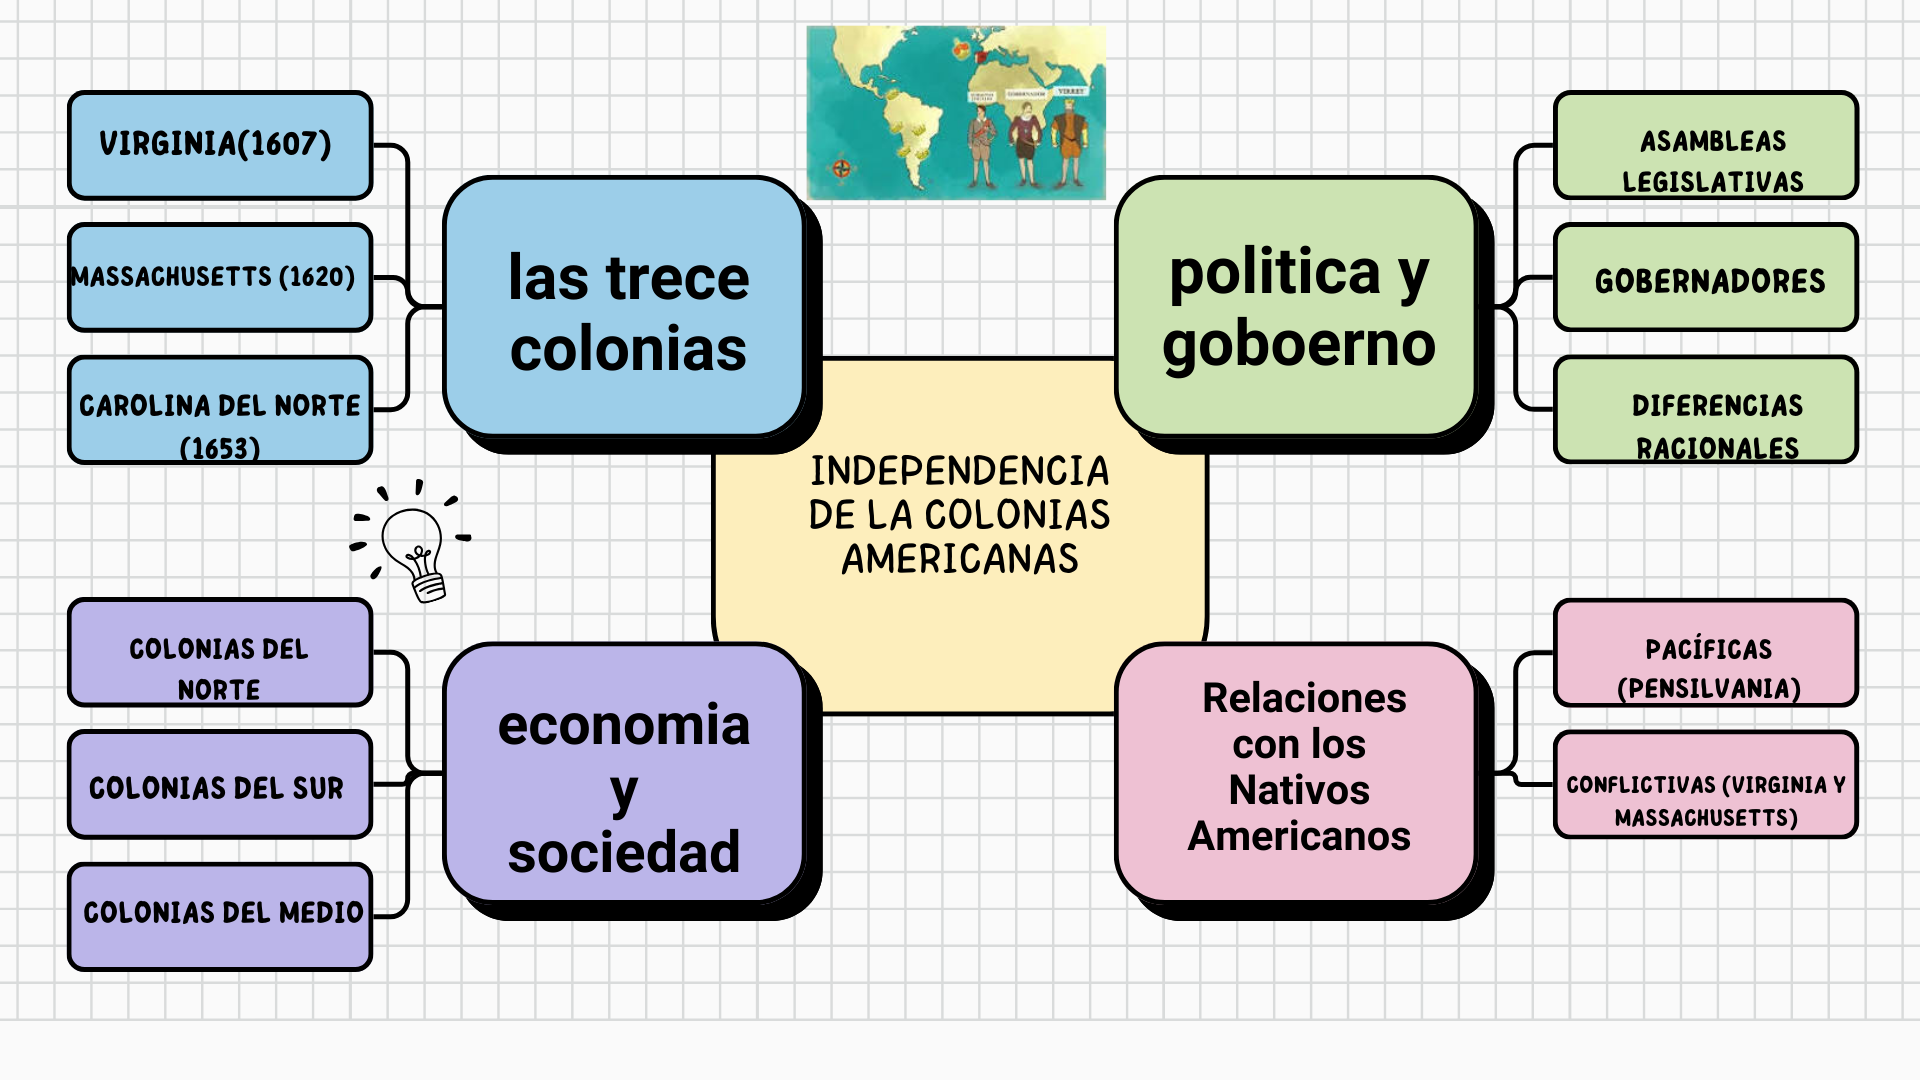 VIRGINIA(1607)
MASSACHUSETTS (1620)
CAROLINA DEL NORTE
(1653)
las trece
colonias
GOBERNADOR
VIRREY
politica y
goboerno
ASAMBLEAS
LEGISLATIVAS
GOBERNADORES
DIFERENCIAS
RACIONALES
INDEPENDENCIA
DE LA COLONIAS
AMERICANAS
COLONIAS DEL
NORTE
COLONIAS DEL SUR
COLONIAS DEL MEDIO
economia
y
sociedad
Relaciones
con los
Nativos
Americanos
PACÍFICAS
(PENSILVANIA)
CONFLICTIVAS (VIRGINIA Y
MASSACHUSETTS)